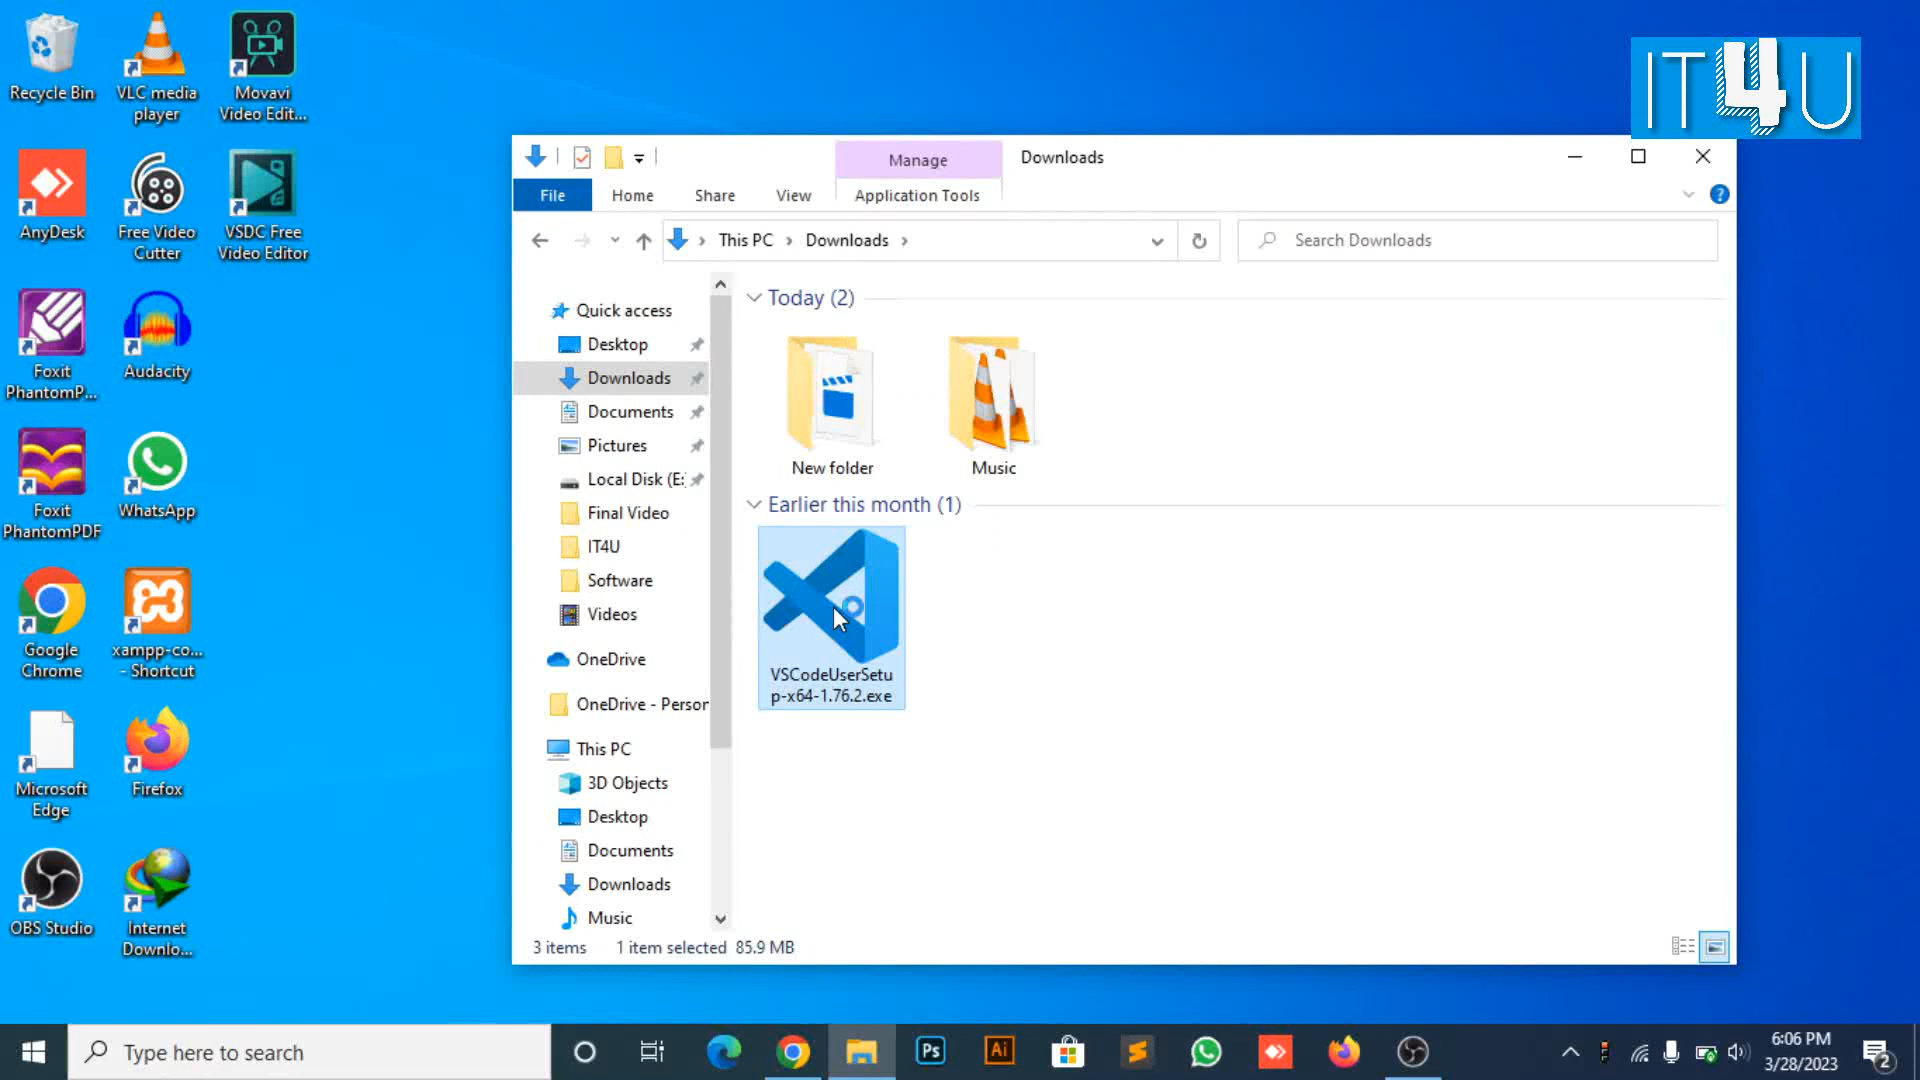 Recycle Bin
VLC media
player
Movavi
Video Edit...
AnyDesk
Free Video
Cutter
VSDC Free
Video Editor
Foxit
PhantomP...
Audacity
Foxit
PhantomPDF
WhatsApp
Google
Chrome
xampp-co...
- Shortcut
Microsoft
Edge
Firefox
OBS Studio
Internet
Downlo...
IT4U
Manage
Downloads
File
Home
Share
View
Application Tools
This PC
Downloads
Search Downloads
Quick access
Desktop
Downloads
Documents
Pictures
Local Disk (E:
Final Video
IT4U
Software
Videos
OneDrive
OneDrive - Person
This PC
3D Objects
Desktop
Documents
Downloads
Music
Today (2)
New folder
Music
Earlier this month (1)
VSCodeUserSetu
p-x64-1.76.2.exe
3 items
1 item selected 85.9 MB
Type here to search
Ps
Ai
6:06 PM
3/28/2023
2